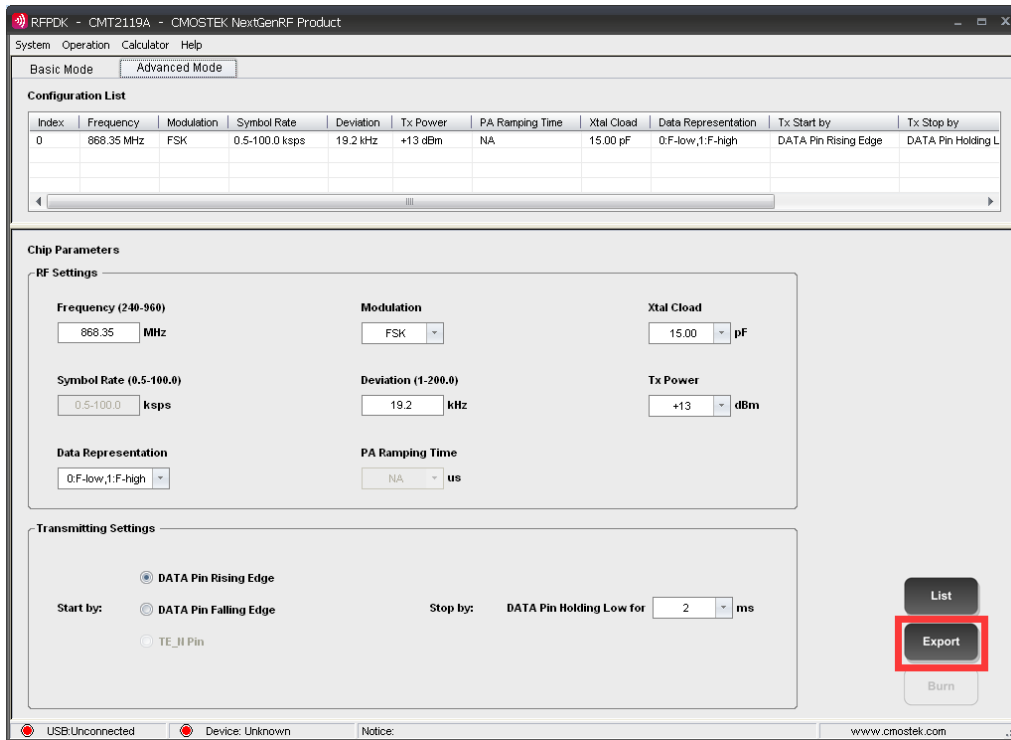 RFPDK - CMT2119A - CMOSTEK NextGenRF Product
System Operation Calculator Help
Basic Mode Advanced Mode
Configuration List
Index Frequency Modulation Symbol Rate Deviation Tx Power PA Ramping Time Xtal Cload Data Representation Tx Start by Tx Stop by
0 868.35 MHz FSK 0.5-100.0 ksps 19.2 kHz +13 dBm NA 15.00 pF 0:F-low,1:F-high DATA Pin Rising Edge DATA Pin Holding L
Chip Parameters
RF Settings
Frequency (240-960) Modulation Xtal Cload
868.35 MHz FSK 15.00 pF
Symbol Rate (0.5-100.0) Deviation (1-200.0) Tx Power
0.5-100.0 ksps 19.2 kHz +13 dBm
Data Representation PA Ramping Time
0:F-low,1:F-high NA us
Transmitting Settings
DATA Pin Rising Edge
Start by: DATA Pin Falling Edge Stop by: DATA Pin Holding Low for 2 ms
TE_II Pin
List
Export
Burn
USB:Unconnected Device: Unknown Notice: www.cmostek.com